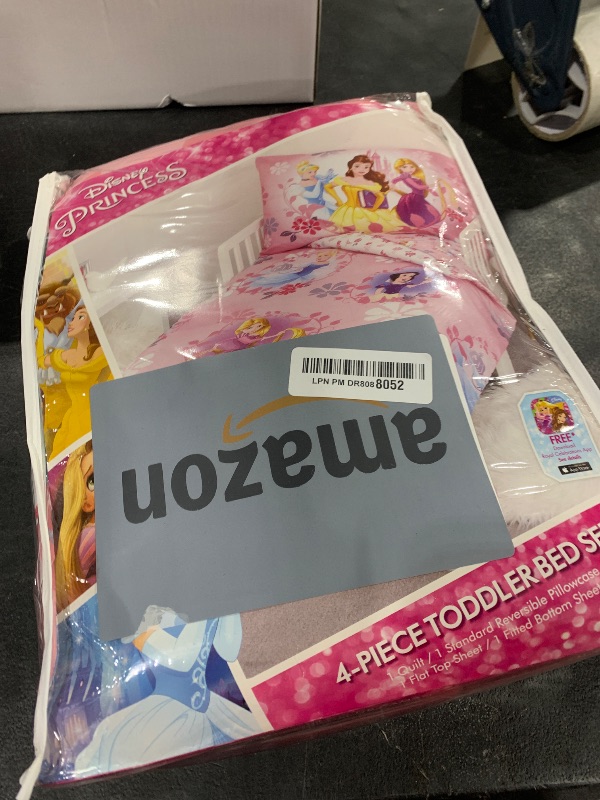 Disney
PRINCESS
LPN PM DR808 8052
amazon
FREE*
4-PIECE TODDLER BED SE
1 Quilt / 1 Standard Reversible Pillowcase
1 Flat Top Sheet / 1 Fitted Bottom Shee